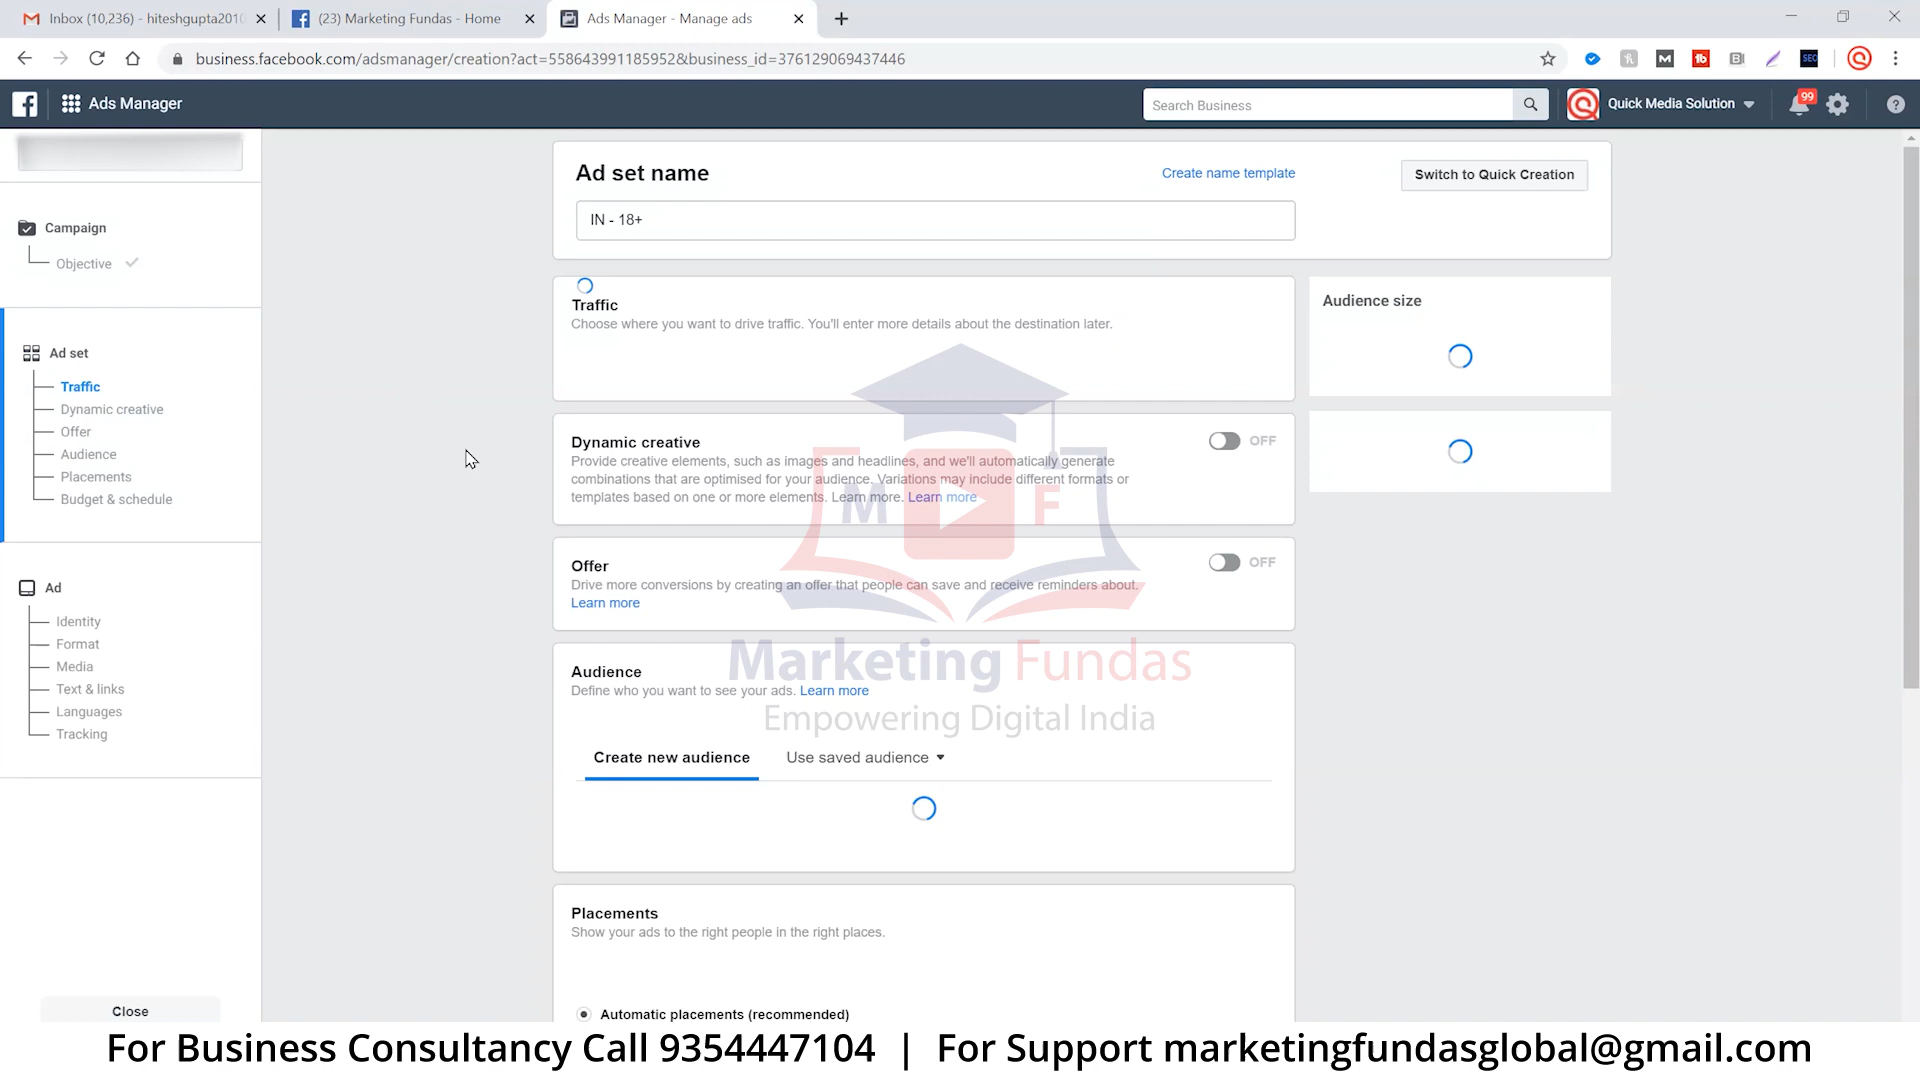 Inbox (10,236) - hiteshgupta2010
(23) Marketing Fundas - Home
Ads Manager - Manage ads
business.facebook.com/adsmanager/creation?act=558643991185952&business_id=376129069437446
Ads Manager
Search Business
Quick Media Solution
99
Campaign
Objective
Ad set
Traffic
Dynamic creative
Offer
Audience
Placements
Budget & schedule
Ad
Identity
Format
Media
Text & links
Languages
Tracking
Close
Ad set name
Create name template
Switch to Quick Creation
IN - 18+
Traffic
Choose where you want to drive traffic. You'll enter more details about the destination later.
Audience size
Dynamic creative
OFF
Provide creative elements, such as images and headlines, and we'll automatically generate
combinations that are optimised for your audience. Variations may include different formats or
templates based on one or more elements. Learn more. Learn more
M F
Offer
OFF
Drive more conversions by creating an offer that people can save and receive reminders about.
Learn more
Marketing Fundas
Empowering Digital India
Audience
Define who you want to see your ads. Learn more
Create new audience
Use saved audience
Placements
Show your ads to the right people in the right places.
Automatic placements (recommended)
For Business Consultancy Call 9354447104 | For Support marketingfundasglobal@gmail.com